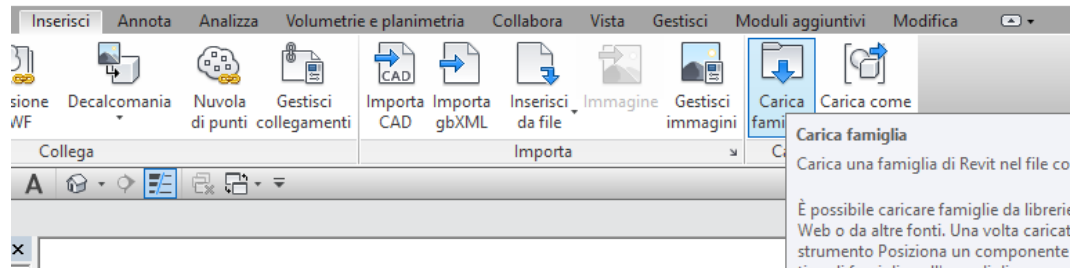 Inserisci Annota Analizza Volumetrie e planimetria Collabora Vista Gestisci Moduli aggiuntivi Modifica
CAD
sione Decalcomania Nuvola Gestisci Importa Importa Inserisci Immagine Gestisci Carica Carica come
WF di punti collegamenti CAD gbXML da file immagini fami
Collega Importa Ca
A
Carica famiglia
Carica una famiglia di Revit nel file co
È possibile caricare famiglie da librerie
Web o da altre fonti. Una volta caricat
strumento Posiziona un componente